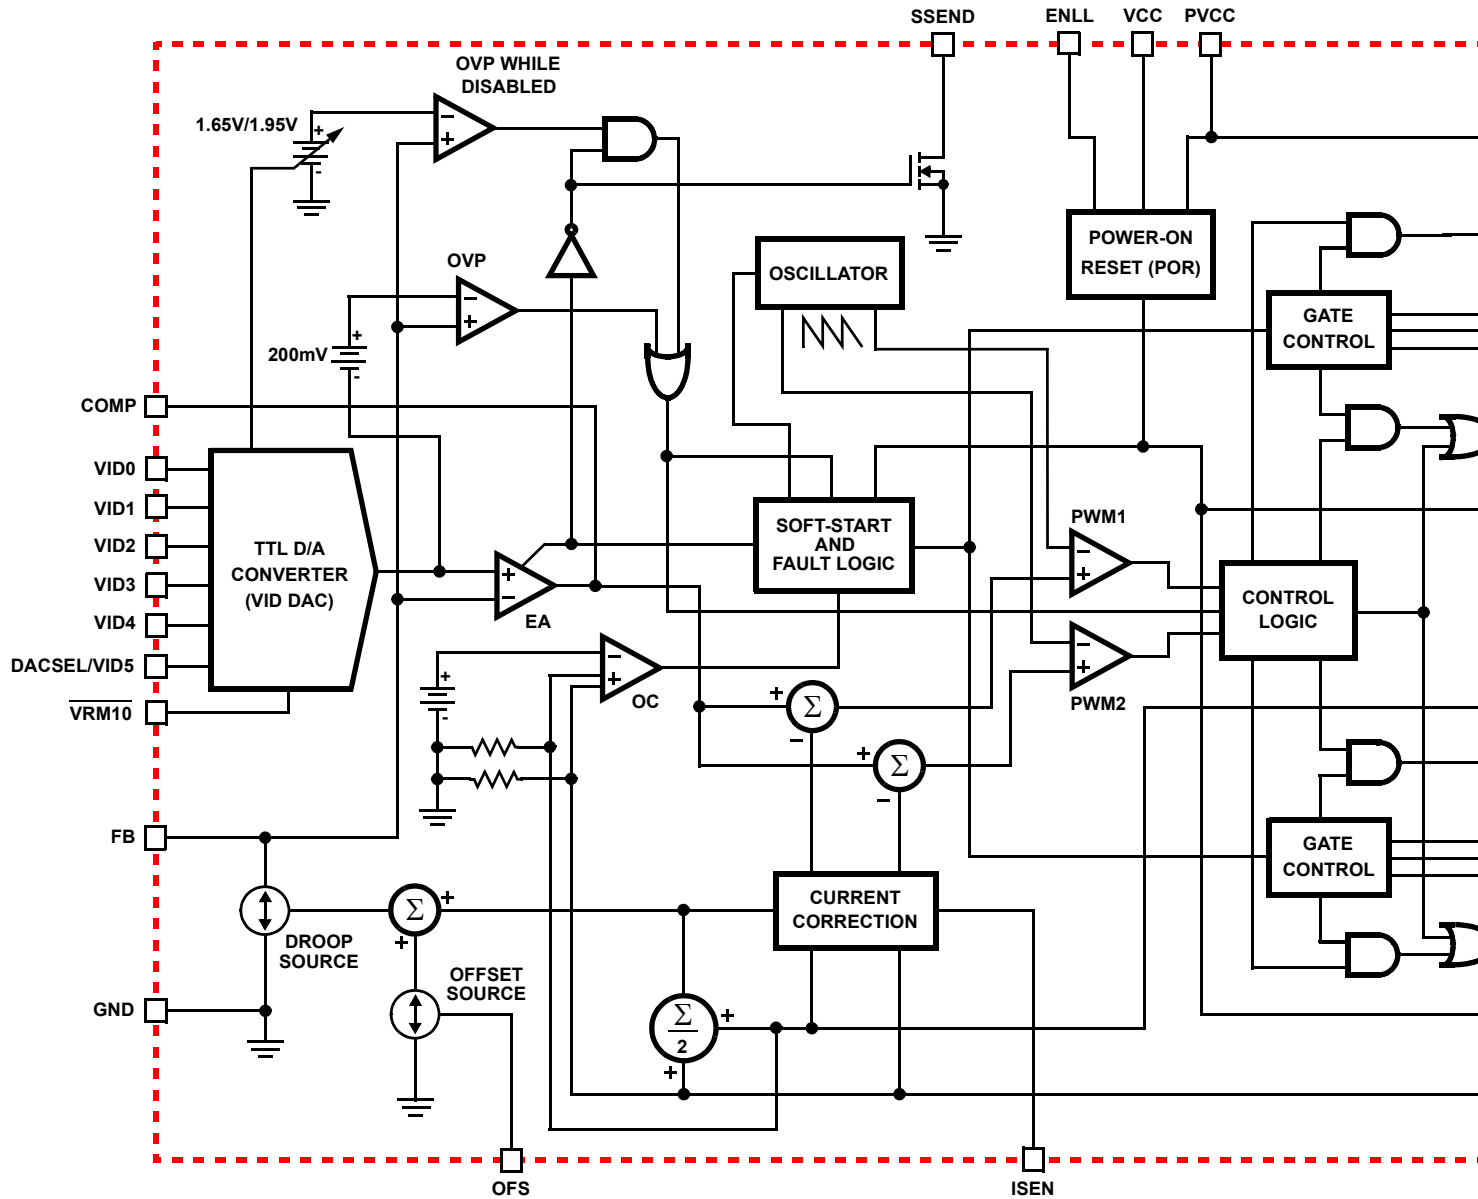 SSEND
ENLL
VCC
PVCC
OVP WHILE
DISABLED
1.65V/1.95V
+
-
−
+
OVP
−
+
200mV
+
-
OSCILLATOR
POWER-ON
RESET (POR)
GATE
CONTROL
COMP
VID0
VID1
VID2
VID3
VID4
DACSEL/VID5
VRM10
TTL D/A
CONVERTER
(VID DAC)
+
−
EA
SOFT-START
AND
FAULT LOGIC
PWM1
−
+
CONTROL
LOGIC
−
+
PWM2
+
-
−
+
+
OC
+
Σ
−
+
Σ
−
FB
GATE
CONTROL
CURRENT
CORRECTION
Σ
+
+
DROOP
SOURCE
OFFSET
SOURCE
GND
Σ
2
+
+
OFS
ISEN